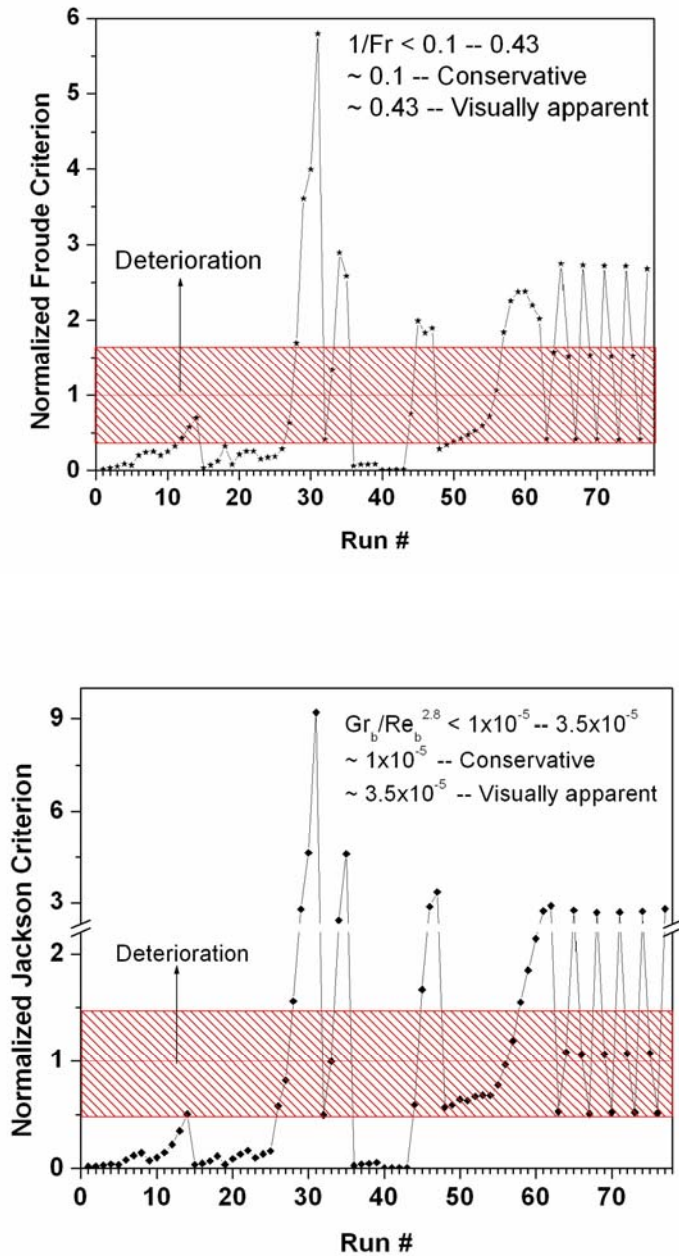 6
5
4
3
2
1
0
Normalized Froude Criterion
1/Fr < 0.1 -- 0.43
~ 0.1 -- Conservative
~ 0.43 -- Visually apparent
Deterioration
0 10 20 30 40 50 60 70
Run #
9
6
3
2
1
0
Normalized Jackson Criterion
Gr_b/Re_b^2.8 < 1x10^-5 -- 3.5x10^-5
~ 1x10^-5 -- Conservative
~ 3.5x10^-5 -- Visually apparent
Deterioration
0 10 20 30 40 50 60 70
Run #